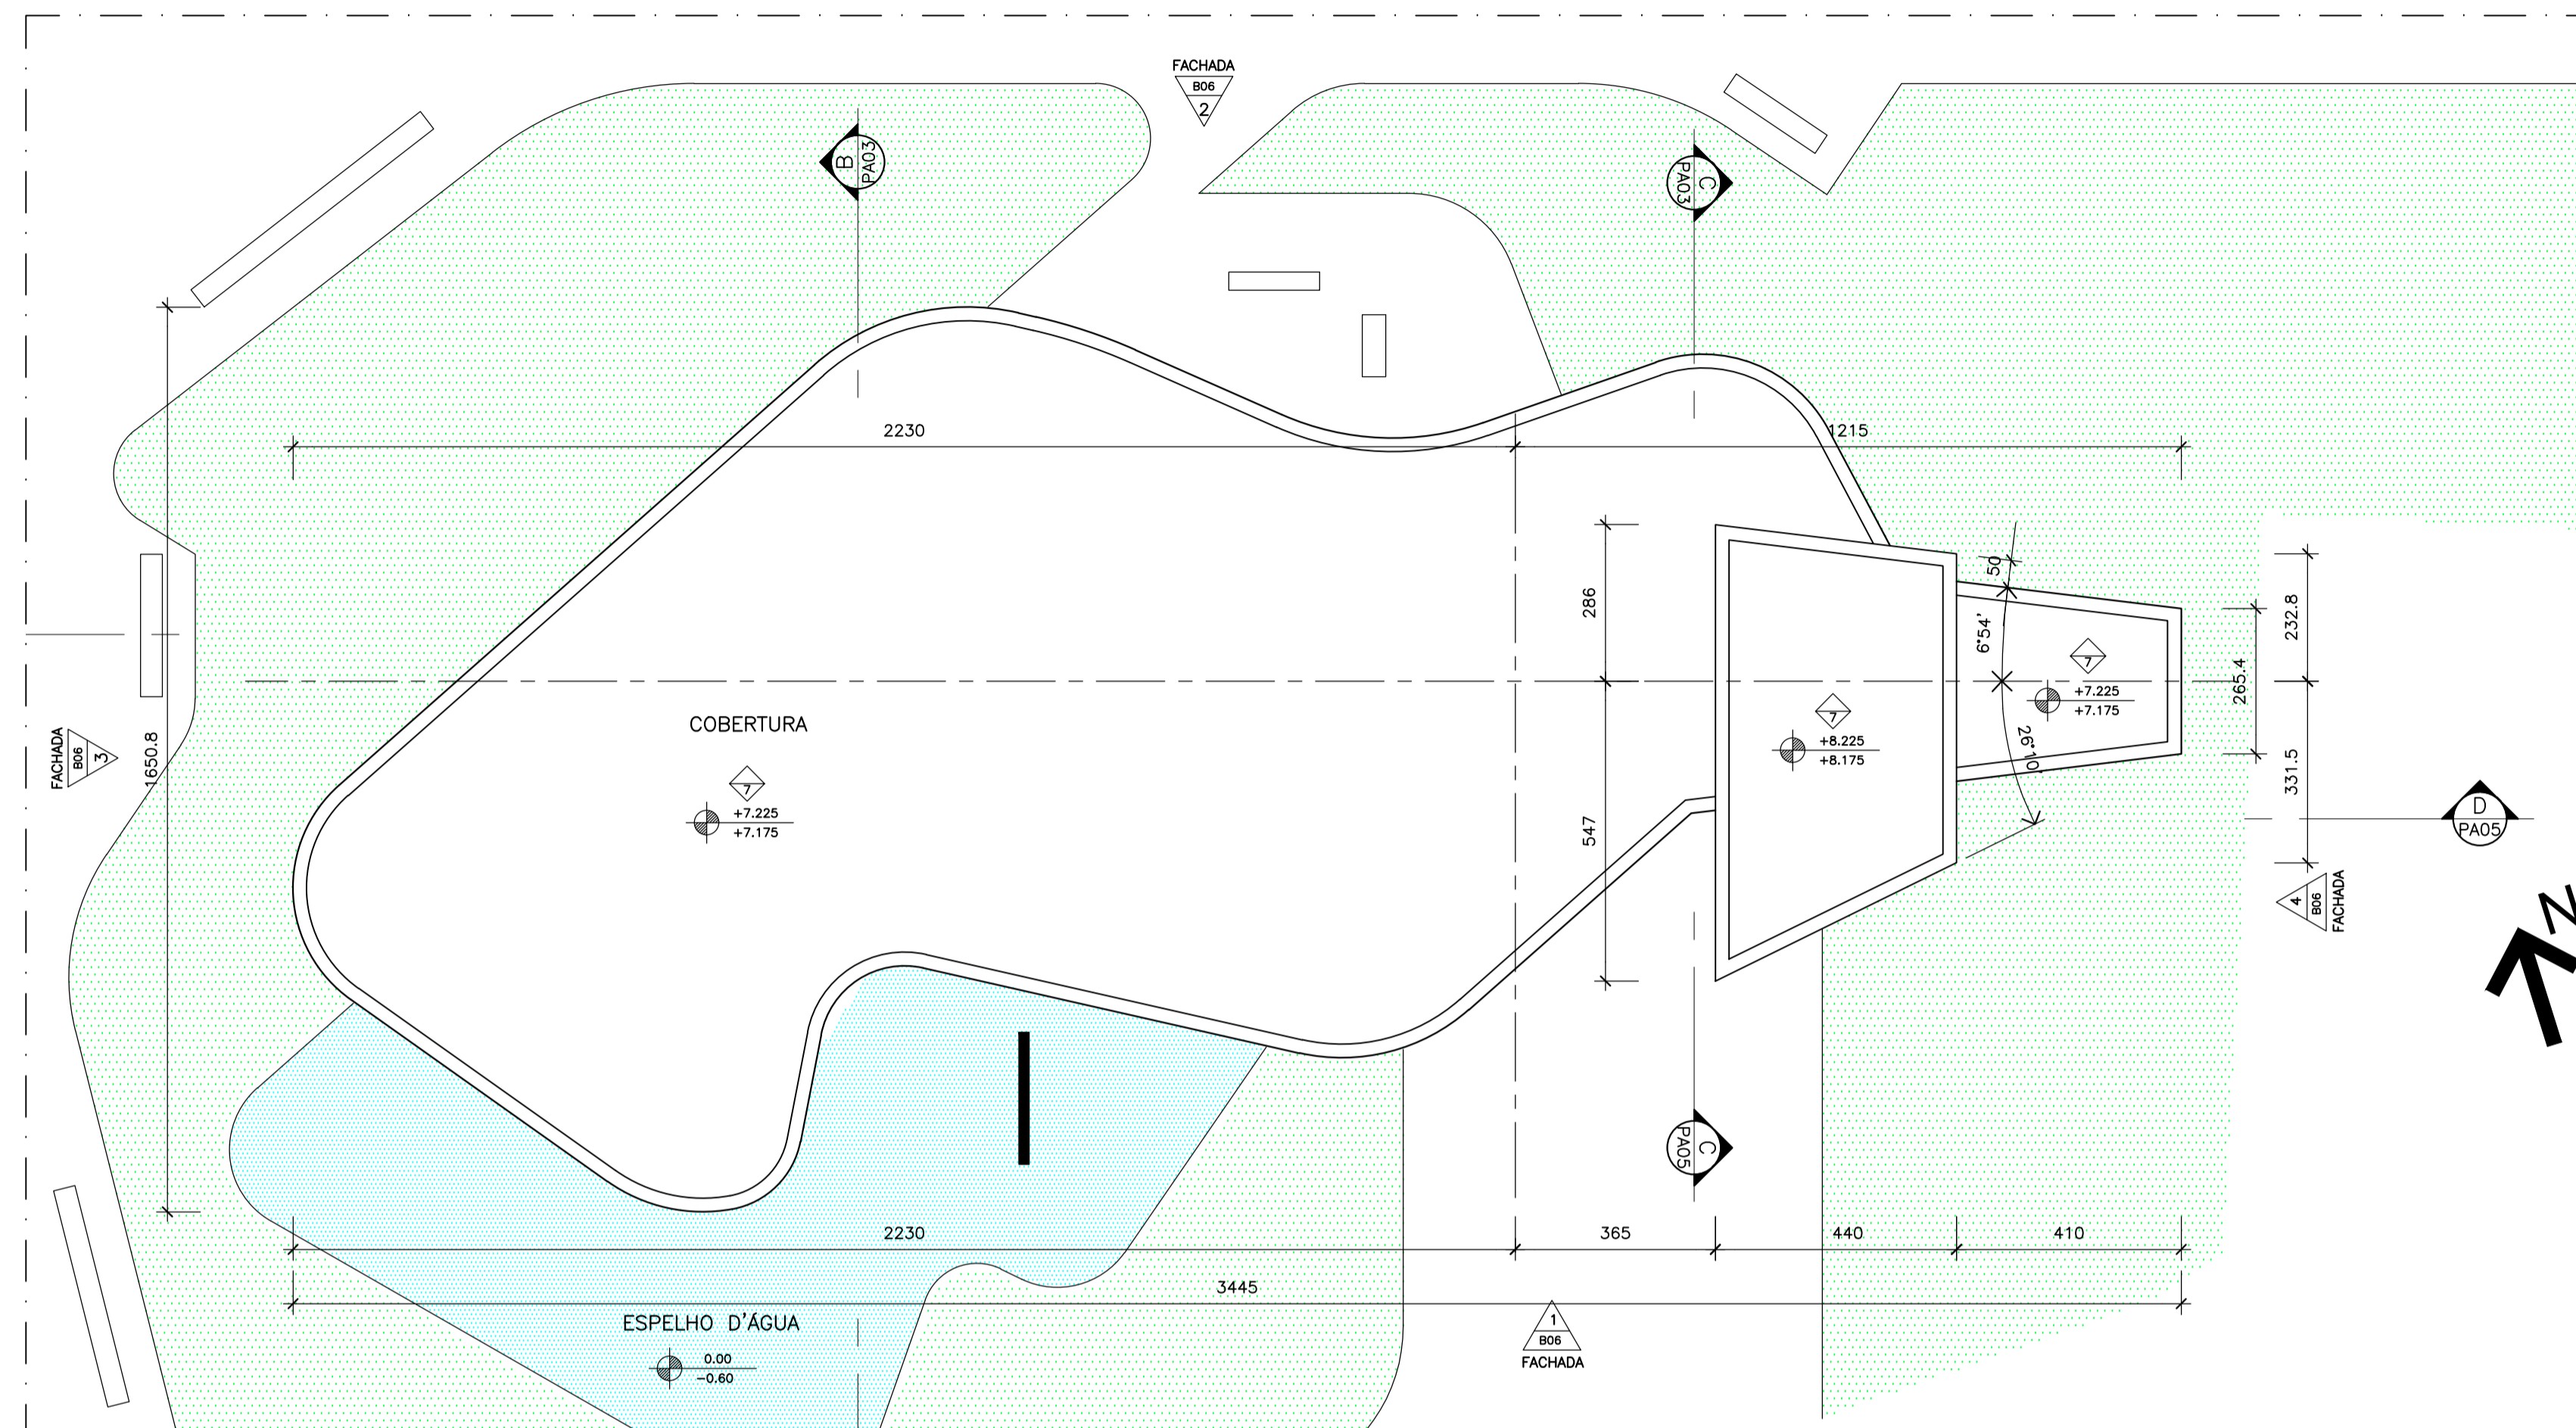 FACHADA
B06
2
B
PA03
C
PA03
2230
1215
50
286
6°54'
232.8
265.4
7
+7.225
+7.175
7
+8.225
+8.175
26°10'
COBERTURA
7
+7.225
+7.175
FACHADA
B06
3
1650.8
547
331.5
D
PA05
4
B06
FACHADA
N
C
PA05
2230
365
440
410
3445
ESPELHO D'ÁGUA
0.00
-0.60
1
B06
FACHADA